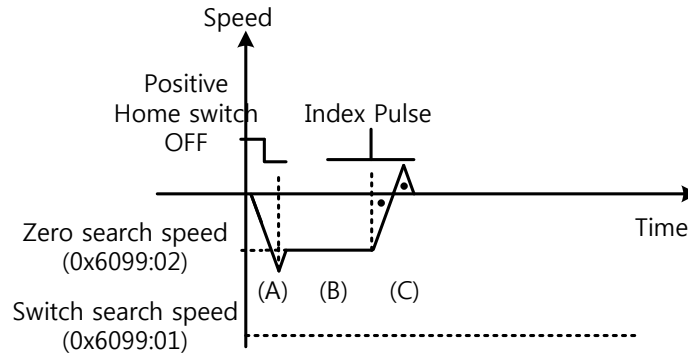 Speed
Positive
Home switch
OFF
Index Pulse
Time
Zero search speed
(0x6099:02)
(A)
(B)
(C)
Switch search speed
(0x6099:01)